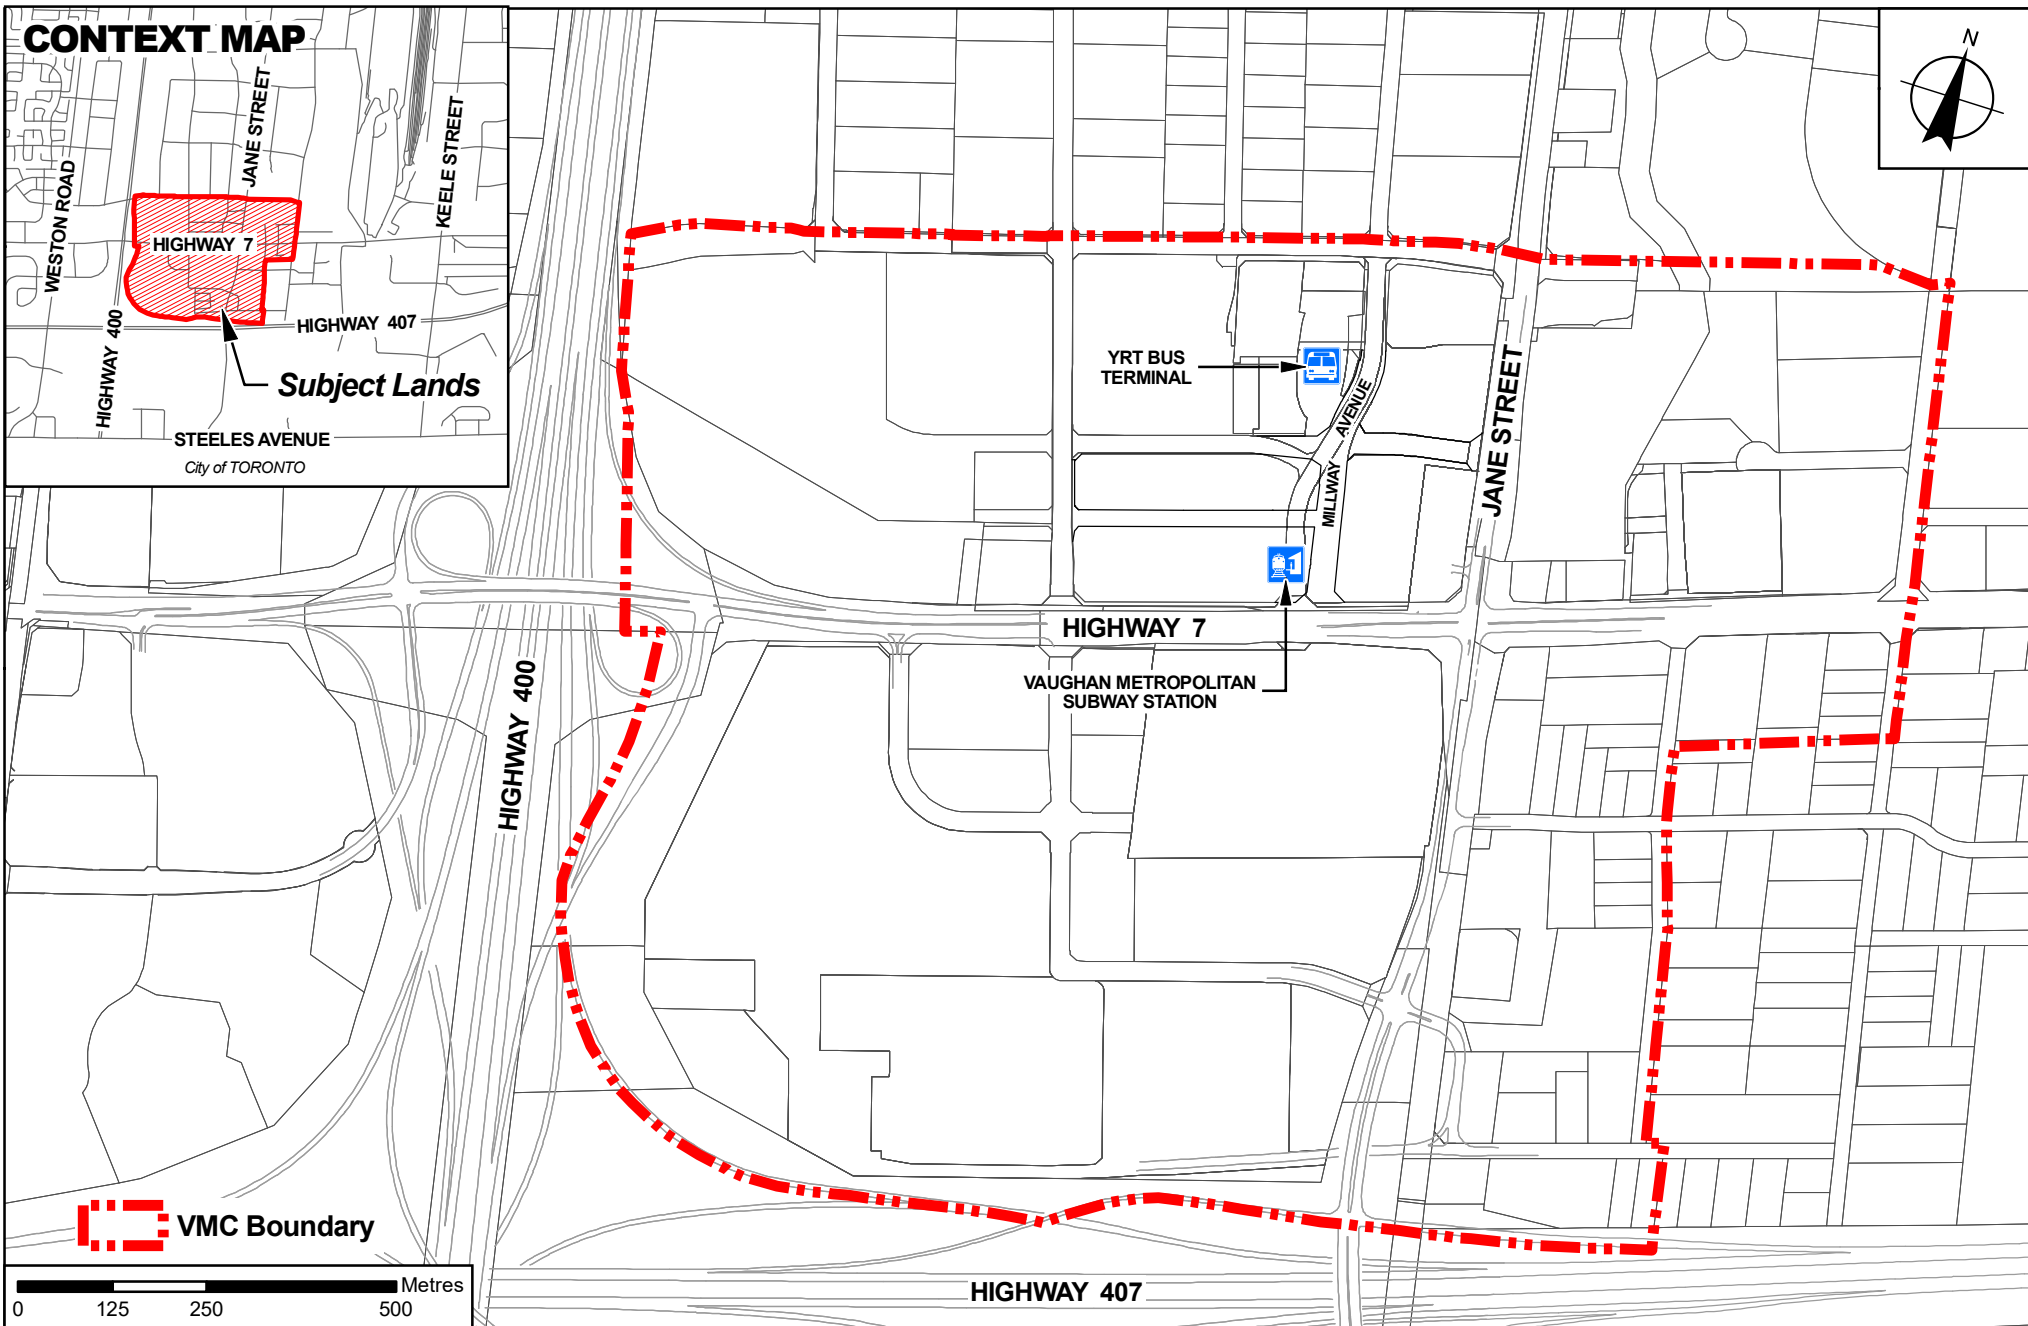 CONTEXT MAP
JANE STREET
KEELE STREET
WESTON ROAD
HIGHWAY 7
HIGHWAY 400
HIGHWAY 407
Subject Lands
STEELES AVENUE
City of TORONTO
N
YRT BUS
TERMINAL
MILLWAY AVENUE
JANE STREET
HIGHWAY 7
VAUGHAN METROPOLITAN
SUBWAY STATION
HIGHWAY 400
VMC Boundary
HIGHWAY 407
Metres
0 125 250 500